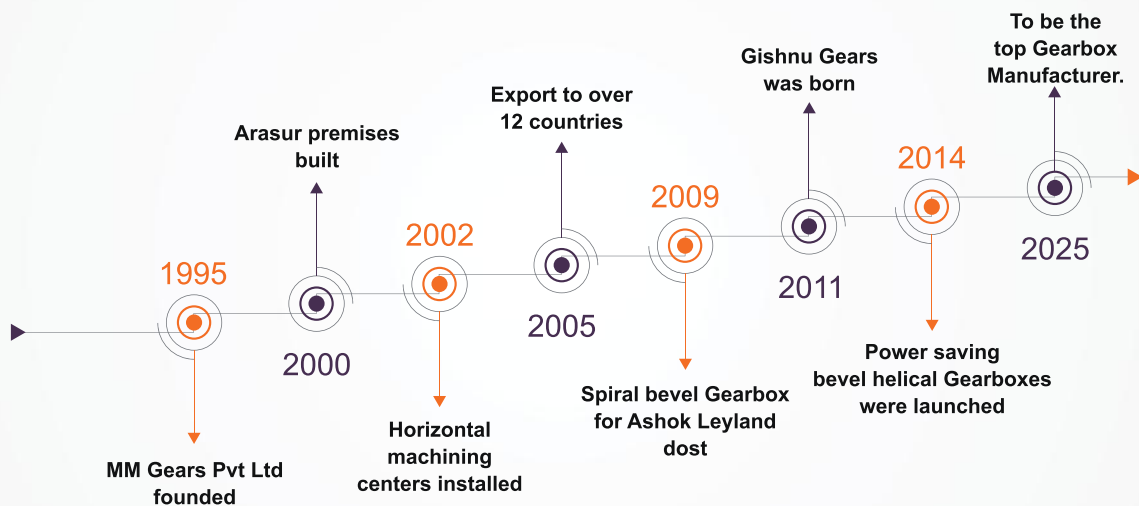 1995
MM Gears Pvt Ltd
founded
Arasur premises
built
2000
2002
Horizontal
machining
centers installed
Export to over
12 countries
2005
2009
Spiral bevel Gearbox
for Ashok Leyland
dost
Gishnu Gears
was born
2011
2014
Power saving
bevel helical Gearboxes
were launched
To be the
top Gearbox
Manufacturer.
2025